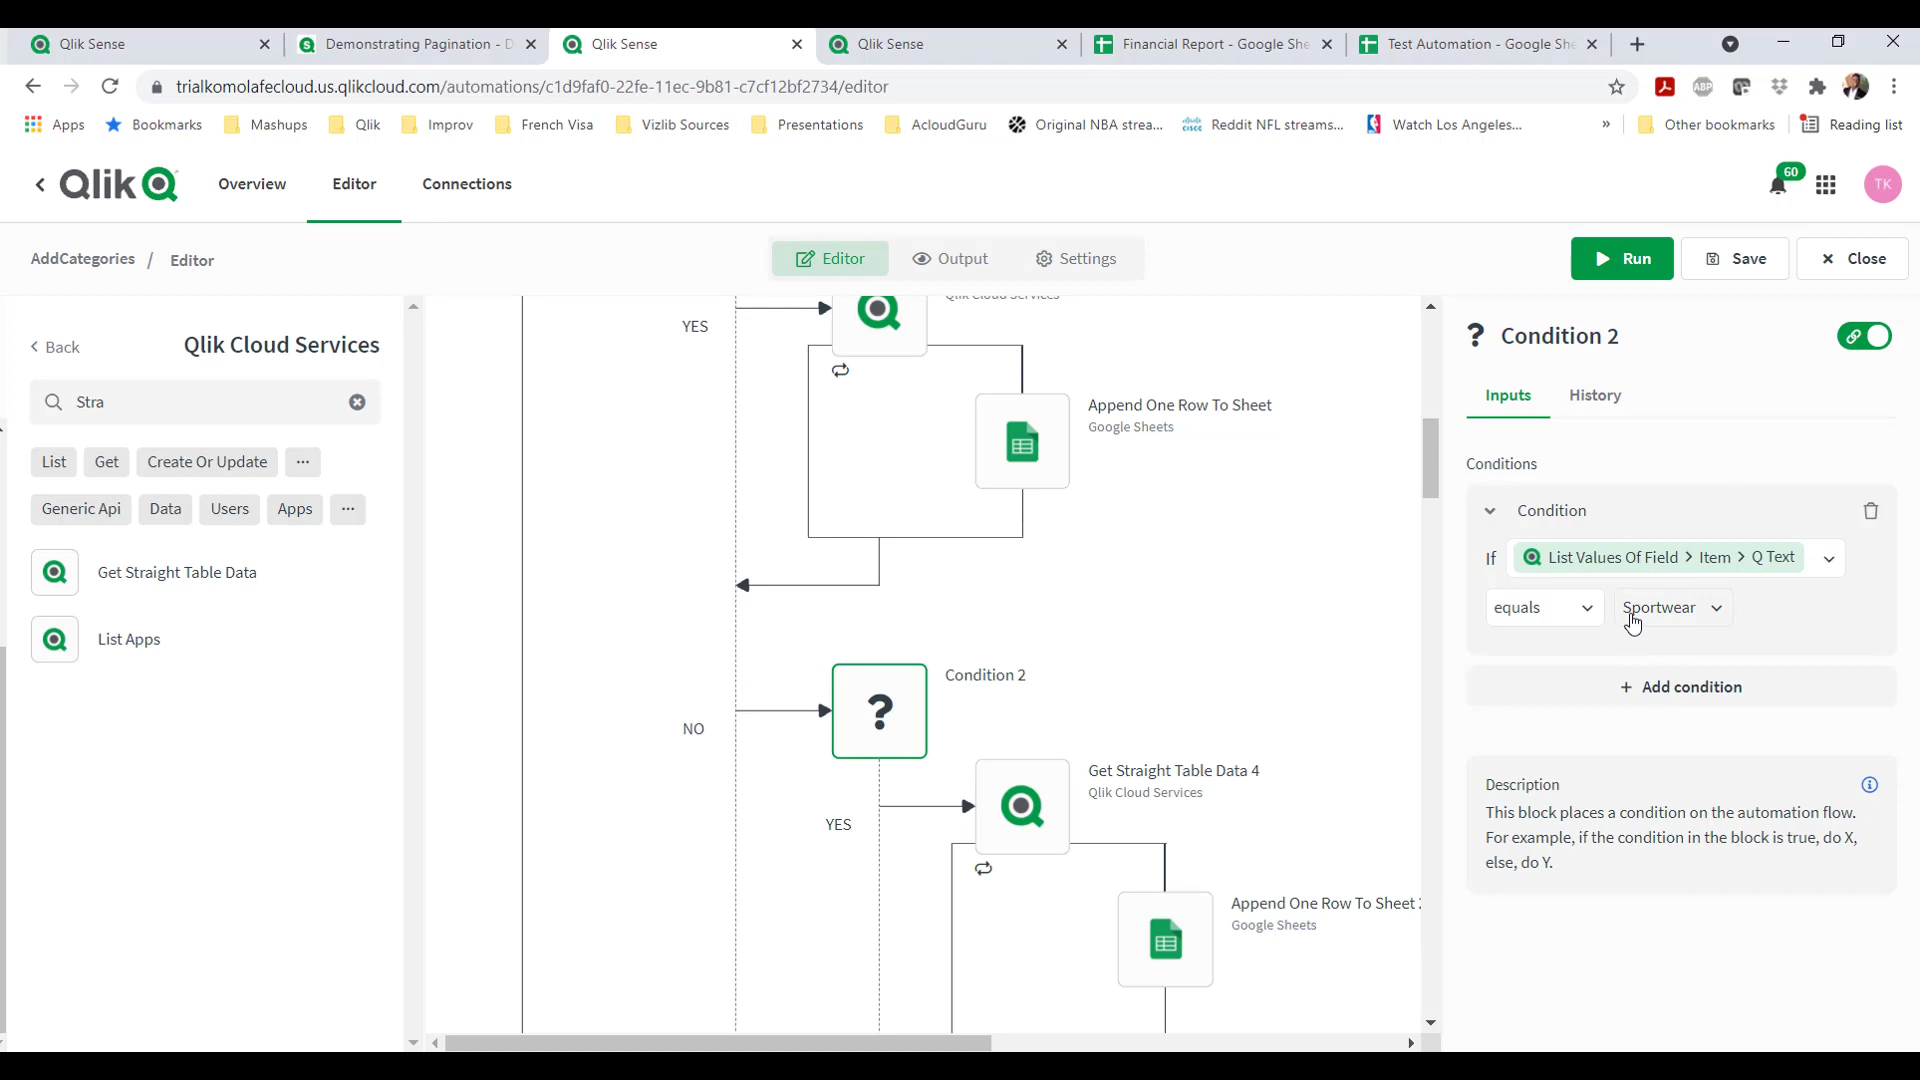 Qlik Sense
Demonstrating Pagination - D
Qlik Sense
Qlik Sense
Financial Report - Google She
Test Automation - Google She
trialkomolafecloud.us.qlikcloud.com/automations/c1d9faf0-22fe-11ec-9b81-c7cf12bf2734/editor
ABP
Apps
Bookmarks
Mashups
Qlik
Improv
French Visa
Vizlib Sources
Presentations
AcloudGuru
Original NBA strea...
Reddit NFL streams...
Watch Los Angeles...
»
Other bookmarks
Reading list
Qlik
Overview
Editor
Connections
60
TK
AddCategories / Editor
Editor
Output
Settings
Run
Save
Close
Back
Qlik Cloud Services
Stra
List
Get
Create Or Update
...
Generic Api
Data
Users
Apps
...
Get Straight Table Data
List Apps
Qlik Cloud Services
YES
Append One Row To Sheet
Google Sheets
Condition 2
?
NO
Get Straight Table Data 4
Qlik Cloud Services
YES
Append One Row To Sheet 2
Google Sheets
? Condition 2
Inputs
History
Conditions
Condition
If List Values Of Field > Item > Q Text
equals
Sportwear
+ Add condition
Description
This block places a condition on the automation flow.
For example, if the condition in the block is true, do X,
else, do Y.